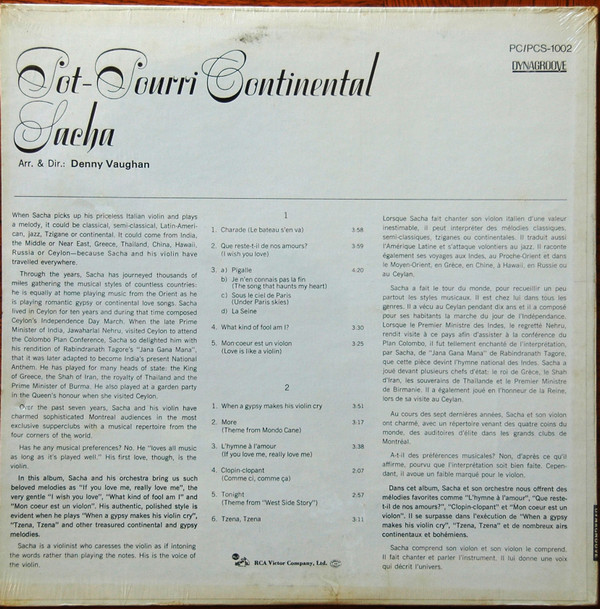 PC/PCS-1002
DYNAGROOVE
Pot-Pourri Continental
Sacha
Arr. & Dir.: Denny Vaughan
When Sacha picks up his priceless Italian violin and plays
a melody, it could be classical, semi-classical, Latin-Ameri-
can, jazz, Tzigane or continental. It could come from India,
the Middle or Near East, Greece, Thailand, China, Hawaii,
Russia or Ceylon—because Sacha and his violin have
travelled everywhere.
Through the years, Sacha has journeyed thousands of
miles gathering the musical styles of countless countries.
he is equally at home playing music from the Orient as he
is playing romantic gypsy or continental love songs. Sacha
lived in Ceylon for ten years and during that time composed
Ceylon's Independence Day March. When the late Prime
Minister of India, Jawaharlal Nehru, visited Ceylon to attend
the Colombo Plan Conference, Sacha so delighted him with
his rendition of Rabindranath Tagore's "Jana Gana Mana",
that it was later adapted to become India's present National
Anthem. He has played for many heads of state: the King
of Greece, the Shah of Iran, the royalty of Thailand and the
Prime Minister of Burma. He also played at a garden party
in the Queen's honour when she visited Ceylon.
Over the past seven years, Sacha and his violin have
charmed sophisticated Montreal audiences in the most
exclusive supperclubs with a musical repertoire from the
four corners of the world.
Has he any musical preferences? No. He "loves all music
as long as it's played well." His first love, though, is the
violin.
In this album, Sacha and his orchestra bring us such
beloved melodies as "If you love me, really love me", the
very gentle "I wish you love", "What kind of fool am I" and
"Mon coeur est un violon". His authentic, polished style is
evident when he plays "When a gypsy makes his violin cry",
"Tzena, Tzena" and other treasured continental and gypsy
melodies.
Sacha is a violinist who caresses the violin as if intoning
the words rather than playing the notes. His is the voice of
the violin.
1
1. Charade (Le bateau s'en va) 3:58
2. Que reste-t-il de nos amours? 3:59
(I wish you love)
3. a) Pigalle 4.20
b) Je n'en connais pas la fin
(The song that haunts my heart)
c) Sous le ciel de Paris
(Under Paris skies)
d) La Seine
4. What kind of fool am I? 3.30
5. Mon coeur est un violon 3.25
(Love is like a violin)
2
1. When a gypsy makes his violin cry 3:51
2. More 3:17
(Theme from Mondo Cane)
3. L'hymne à l'amour 3:38
(If you love me, really love me)
4. Clopin-clopant 2:07
(Comme ci, comme ça)
5. Tonight 2:57
(Theme from "West Side Story")
6. Tzena, Tzena 3:11
RCA Victor Company, Ltd.
Lorsque Sacha fait chanter son violon italien d'une valeur
inestimable, il peut interpréter des mélodies classiques,
semi-classiques, tziganes ou continentales. Il traduit aussi
l'Amérique Latine et s'attaque volontiers au jazz. Il raconte
également ses voyages aux Indes, au Proche-Orient et dans
le Moyen-Orient, en Grèce, en Chine, à Hawaii, en Russie ou
au Ceylan.
Sacha a fait le tour du monde, pour recueillir un peu
partout les styles musicaux. Il est chez lui dans tous les
genres. Il a vécu au Ceylan pendant dix ans et il a composé
pour ses habitants la marche du jour de l'Indépendance.
Lorsque le Premier Ministre des Indes, le regretté Nehru,
rendit visite à ce pays afin d'assister à la conférence du
Plan Colombo, il fut tellement enchanté de l'interprétation,
par Sacha, de "Jana Gana Mana" de Rabindranath Tagore,
que cette pièce devint l'hymne national des Indes. Sacha a
joué devant plusieurs chefs d'état: le roi de Grèce, le Shah
d'Iran, les souverains de Thaïlande et le Premier Ministre
de Birmanie. Il a également joué en l'honneur de la Reine,
lors de sa visite au Ceylan.
Au cours des sept dernières années, Sacha et son violon
ont charmé, avec un répertoire venant des quatre coins du
monde, des auditoires d'élite dans les grands clubs de
Montréal.
A-t-il des préférences musicales? Non, d'après ce qu'il
affirme, pourvu que l'interprétation soit bien faite. Cepen-
dant, il avoue un faible marqué pour le violon.
Dans cet album, Sacha et son orchestre nous offrent des
mélodies favorites comme "L'hymne à l'amour", "Que reste-
t-il de nos amours?", "Clopin-clopant" et "Mon coeur est un
violon". Il se surpasse dans l'exécution de "When a gypsy
makes his violin cry", "Tzena, Tzena" et de nombreux airs
continentaux et bohémiens.
Sacha comprend son violon et son violon le comprend.
Il fait chanter et parler l'instrument. Il lui donne une voix
qui décrit l'univers.